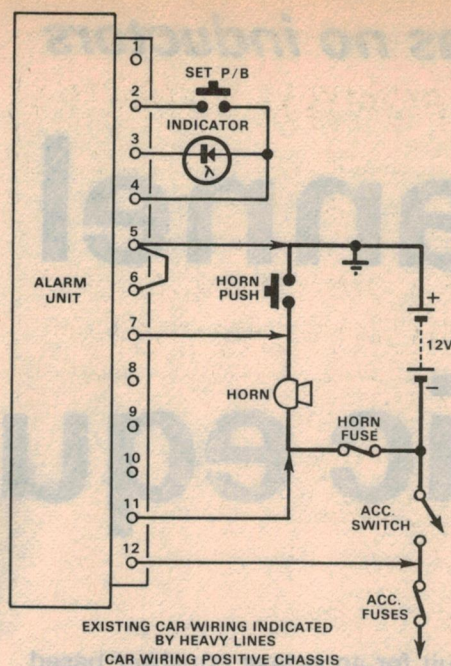 1
2
SET P/B
INDICATOR
3
λ
4
5
ALARM
UNIT
6
HORN
PUSH
+
7
12V
8
HORN
−
9
HORN
FUSE
10
11
ACC.
SWITCH
12
ACC.
FUSES
EXISTING CAR WIRING INDICATED
BY HEAVY LINES
CAR WIRING POSITIVE CHASSIS